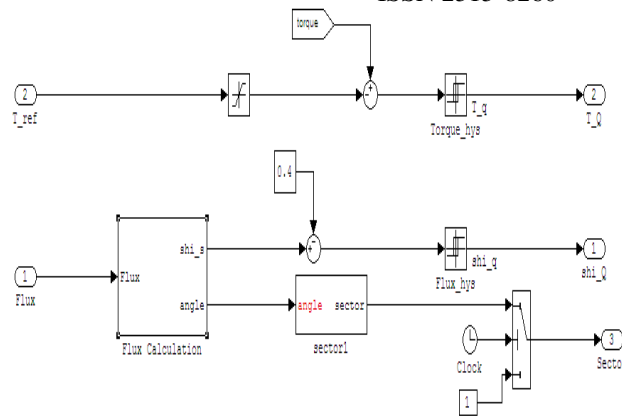 torque
2
T_ref
T_q
Torque_hys
2
T_Q
0.4
shi_s
1
Flux
Flux
angle
Flux Calculation
angle sector
sector1
shi_q
Flux_hys
1
shi_Q
Clock
1
3
Secto